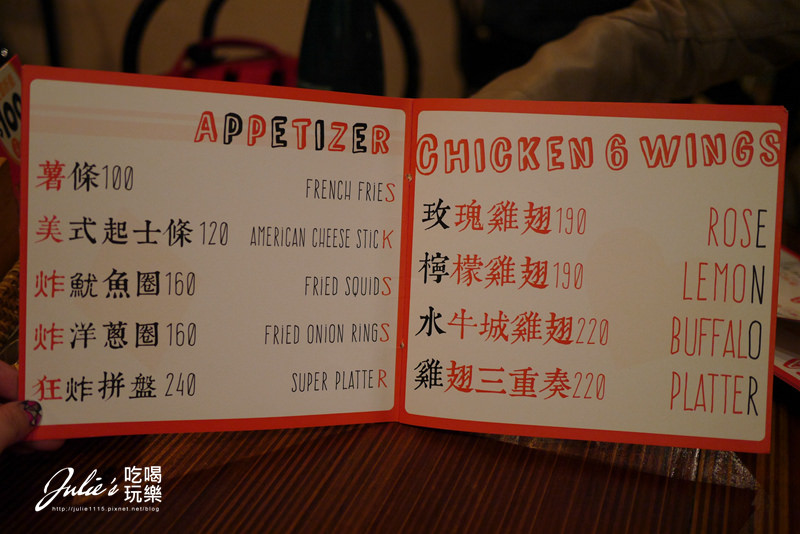 APPETIZER
薯條100 FRENCH FRIES
美式起士條120 AMERICAN CHEESE STICK
炸魷魚圈160 FRIED SQUIDS
炸洋蔥圈160 FRIED ONION RINGS
狂炸拼盤240 SUPER PLATTER
CHICKEN 6 WINGS
玫瑰雞翅190 ROSE
檸檬雞翅190 LEMON
水牛城雞翅220 BUFFALO
雞翅三重奏220 PLATTER
Julie's 吃喝玩樂
http://julie1115.pixnet.net/blog